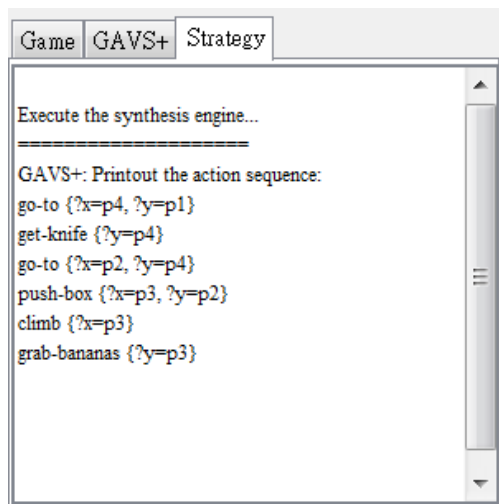 Game GAVS+ Strategy
Execute the synthesis engine...
=====================
GAVS+: Printout the action sequence:
go-to {?x=p4, ?y=p1}
get-knife {?y=p4}
go-to {?x=p2, ?y=p4}
push-box {?x=p3, ?y=p2}
climb {?x=p3}
grab-bananas {?y=p3}